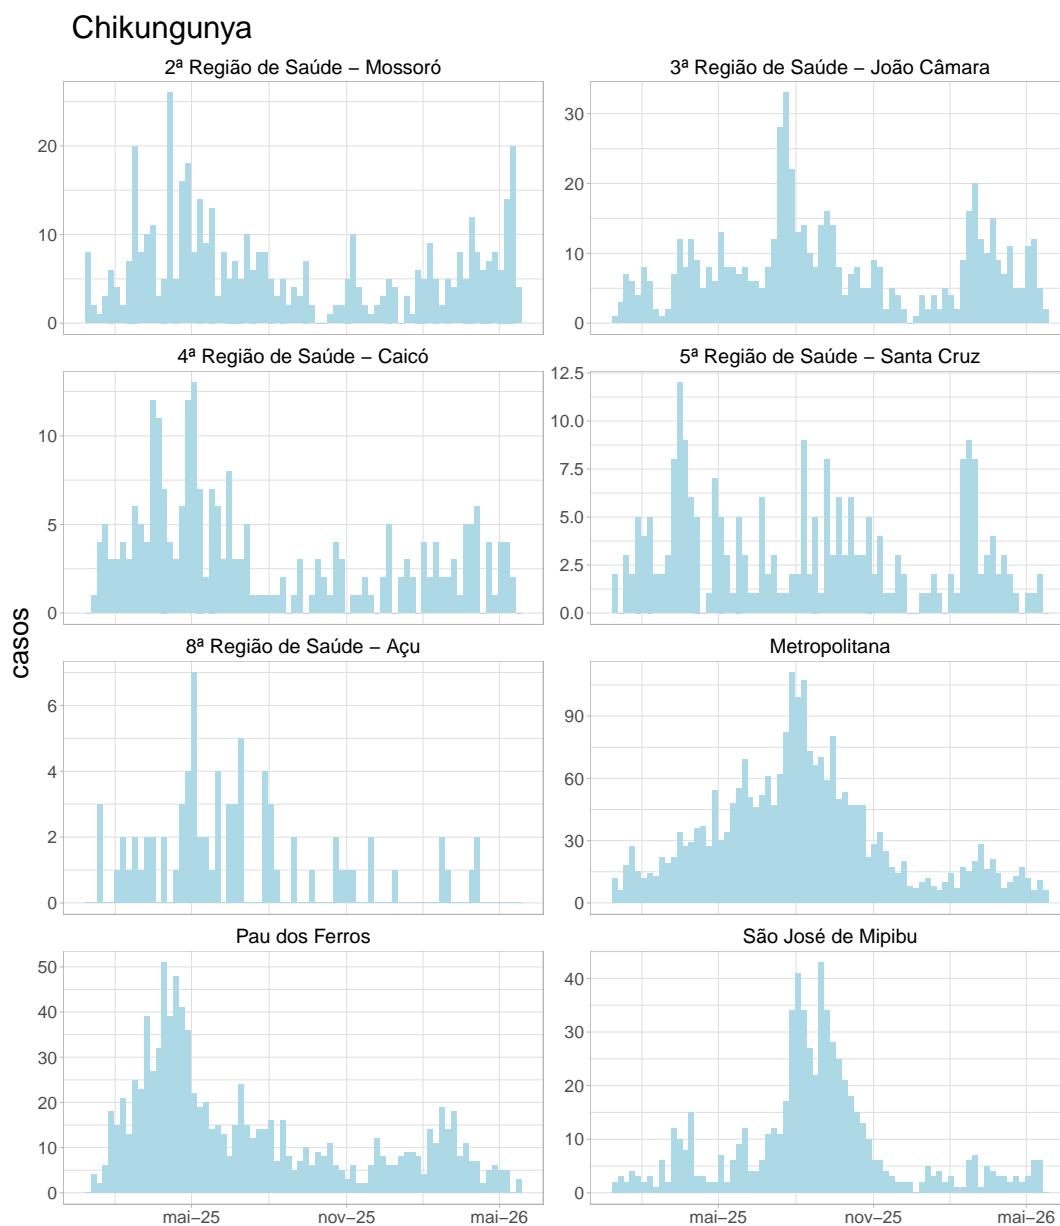 Chikungunya
2ª Região de Saúde – Mossoró
3ª Região de Saúde – João Câmara
20
10
0
30
20
10
0
4ª Região de Saúde – Caicó
5ª Região de Saúde – Santa Cruz
10
5
0
12.5
10.0
7.5
5.0
2.5
0.0
casos
8ª Região de Saúde – Açu
Metropolitana
6
4
2
0
90
60
30
0
Pau dos Ferros
São José de Mipibu
50
40
30
20
10
0
40
30
20
10
0
mai–25 nov–25 mai–26
mai–25 nov–25 mai–26